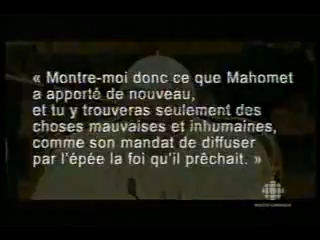 « Montre-moi donc ce que Mahomet
a apporté de nouveau,
et tu y trouveras seulement des
choses mauvaises et inhumaines,
comme son mandat de diffuser
par l'épée la foi qu'il prêchait. »